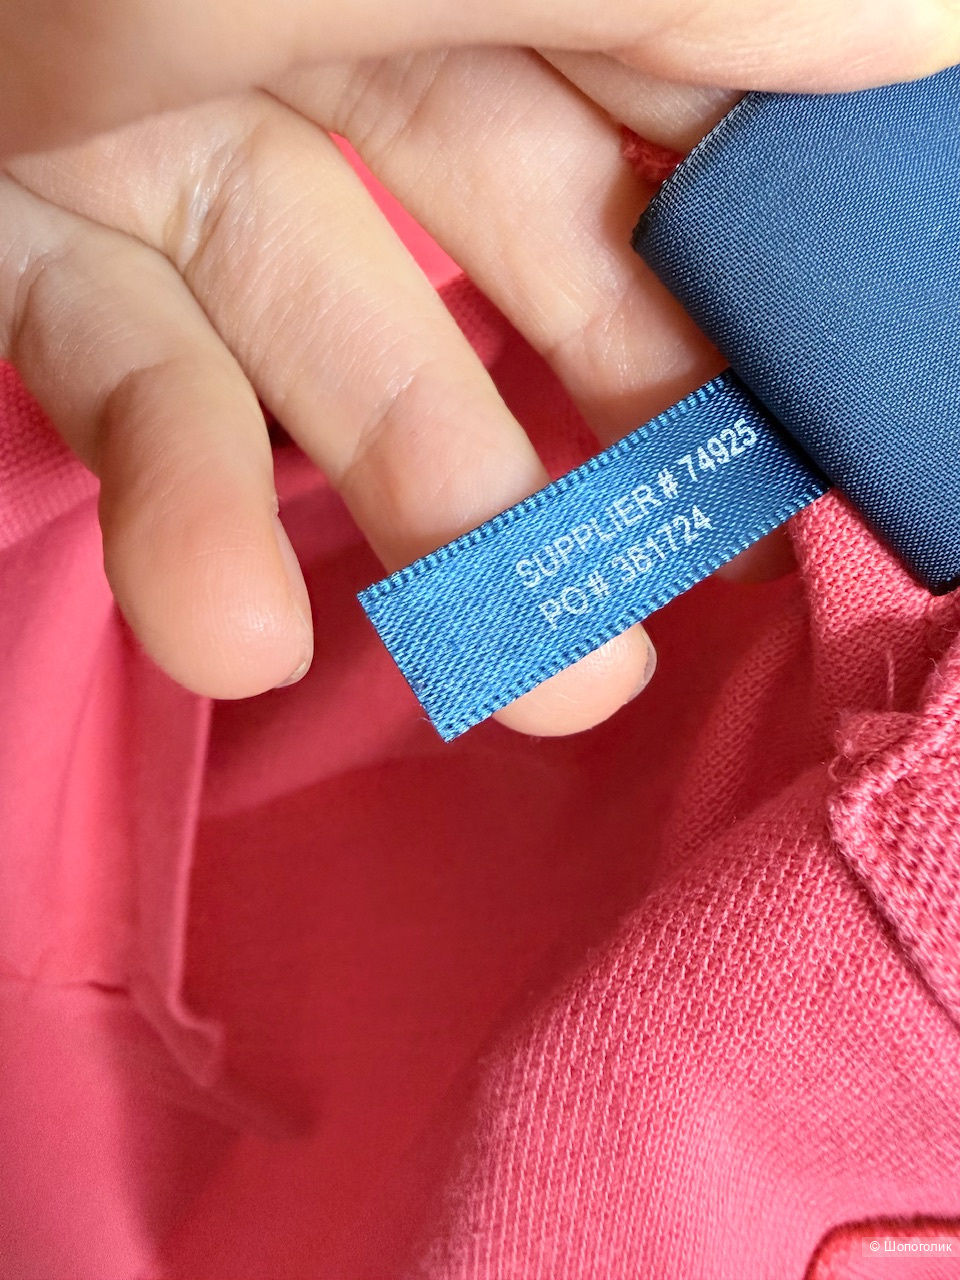 SUPPLIER # 74925
PO# 381724
© Шопоголик